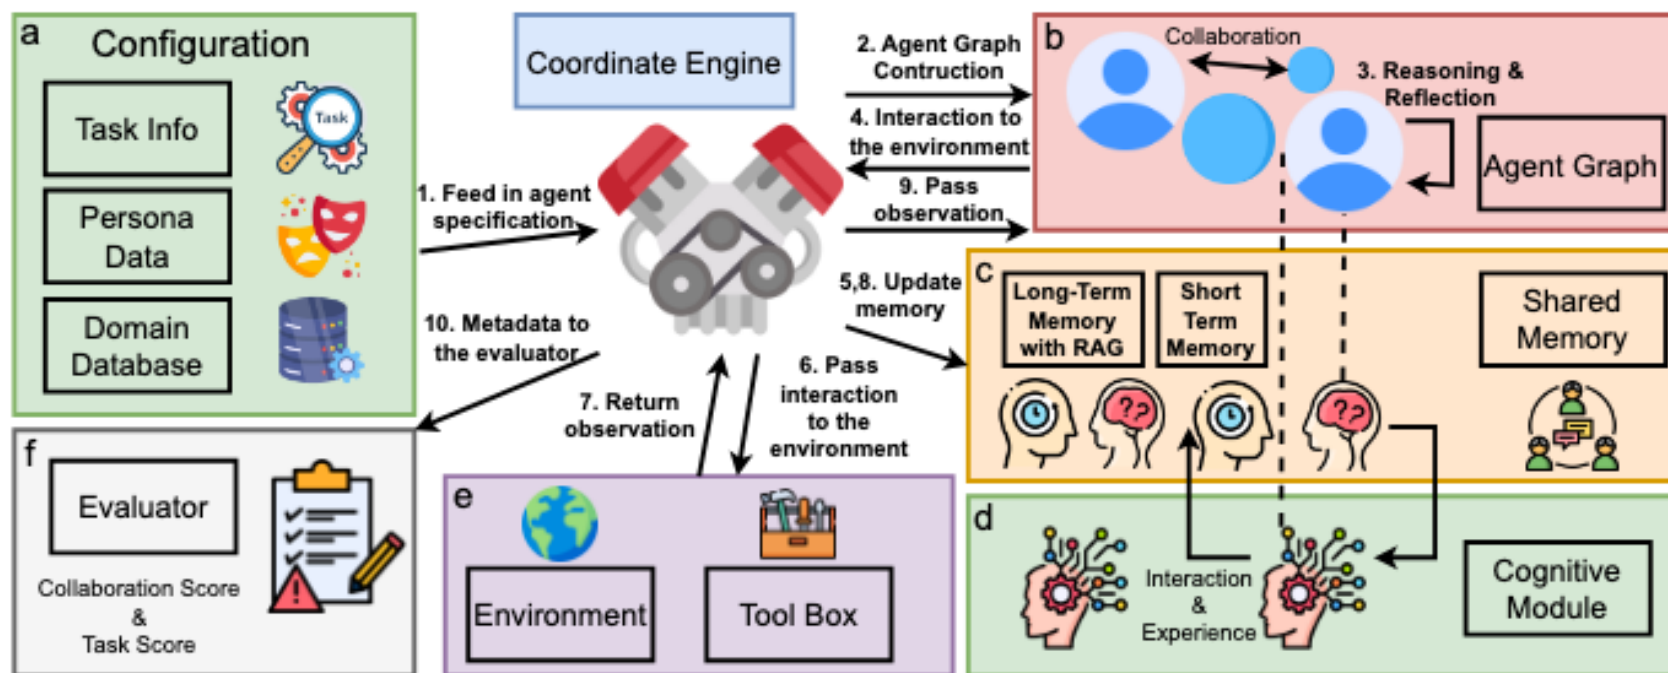 a
Configuration
Task Info
Task
Persona
Data
Domain
Database
Coordinate Engine
1. Feed in agent
specification
2. Agent Graph
Contruction
4. Interaction to
the environment
9. Pass
observation
5,8. Update
memory
10. Metadata to
the evaluator
7. Return
observation
6. Pass
interaction
to the
environment
b
Collaboration
3. Reasoning &
Reflection
Agent Graph
c
Long-Term
Memory
with RAG
Short
Term
Memory
Shared
Memory
??
??
d
Interaction
&
Experience
Cognitive
Module
e
Environment
Tool Box
f
Evaluator
Collaboration Score
&
Task Score